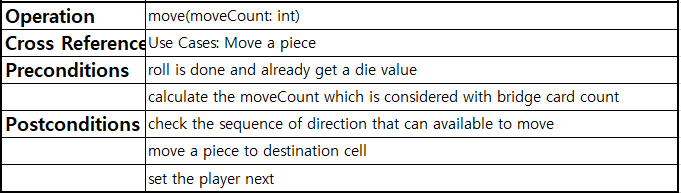 Operation move(moveCount: int)
Cross Reference Use Cases: Move a piece
Preconditions roll is done and already get a die value
calculate the moveCount which is considered with bridge card count
Postconditions check the sequence of direction that can available to move
move a piece to destination cell
set the player next